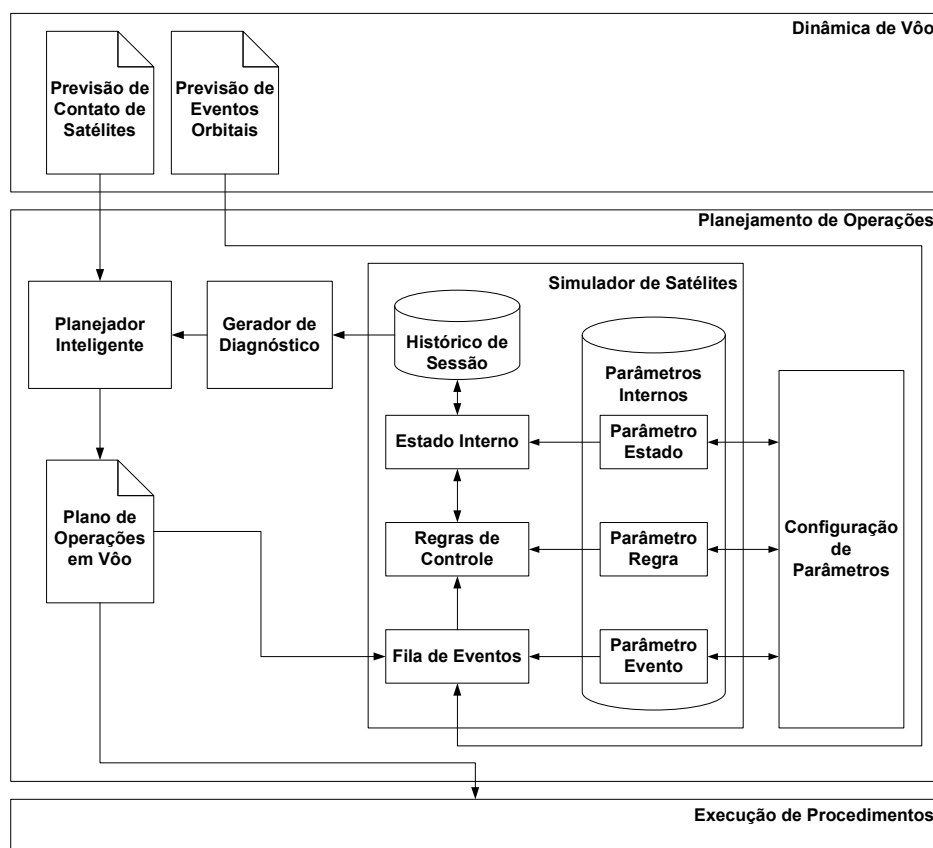 Dinâmica de Vôo
Previsão de
Contato de
Satélites
Previsão de
Eventos
Orbitais
Planejamento de Operações
Simulador de Satélites
Planejador
Inteligente
Gerador de
Diagnóstico
Histórico de
Sessão
Parâmetros
Internos
Estado Interno
Parâmetro
Estado
Plano de
Operações
em Vôo
Regras de
Controle
Parâmetro
Regra
Configuração
de
Parâmetros
Fila de Eventos
Parâmetro
Evento
Execução de Procedimentos